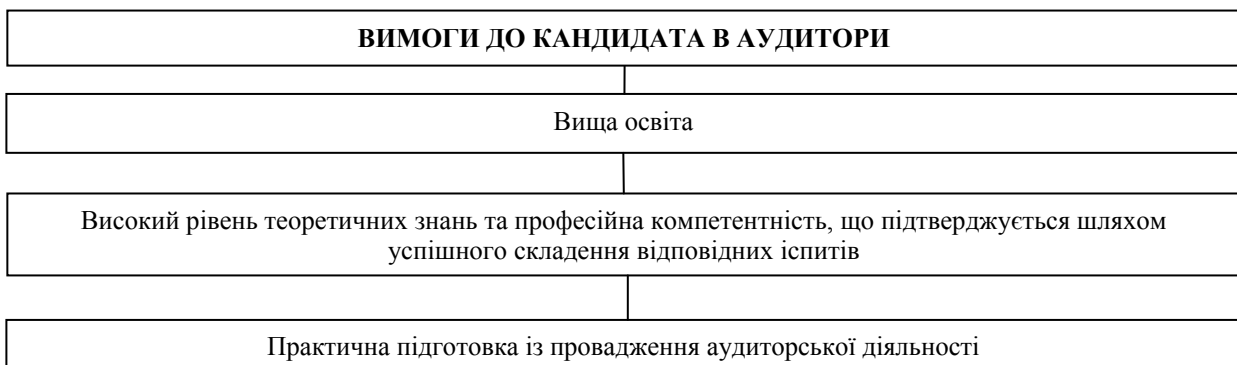 ВИМОГИ ДО КАНДИДАТА В АУДИТОРИ
Вища освіта
Високий рівень теоретичних знань та професійна компетентність, що підтверджується шляхом
успішного складення відповідних іспитів
Практична підготовка із провадження аудиторської діяльності